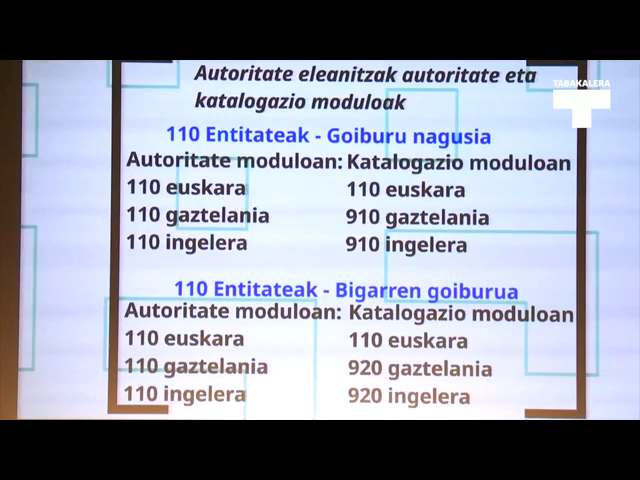 Autoritate eleanitzak autoritate eta
katalogazio moduloak
TABAKALERA
110 Entitateak - Goiburu nagusia
Autoritate moduloan: Katalogazio moduloan
110 euskara 110 euskara
110 gaztelania 910 gaztelania
110 ingelera 910 ingelera
110 Entitateak - Bigarren goiburua
Autoritate moduloan: Katalogazio moduloan
110 euskara 110 euskara
110 gaztelania 920 gaztelania
110 ingelera 920 ingelera